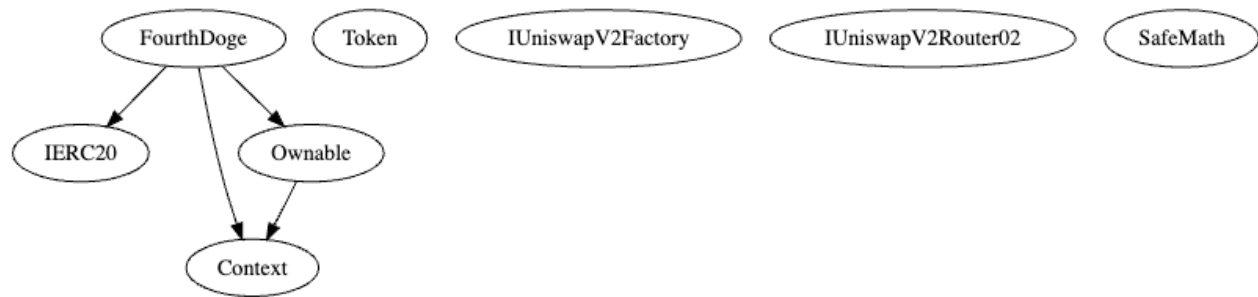 FourthDoge
Token
IUniswapV2Factory
IUniswapV2Router02
SafeMath
IERC20
Ownable
Context